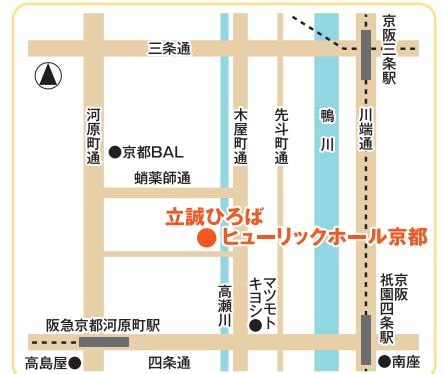 三条通
京阪三条駅
河原町通
木屋町通
先斗町通
鴨川
川端通
京都BAL
蛸薬師通
立誠ひろば
ヒューリックホール京都
高瀬川
マツモト
キヨシ
京阪
祇園四条駅
阪急京都河原町駅
高島屋
四条通
南座